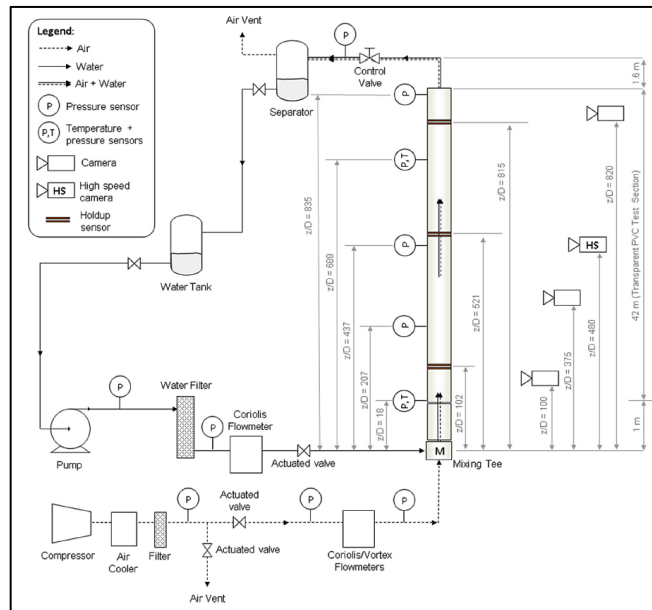 Legend:
Air
Water
Air + Water
P
Pressure sensor
P,T
Temperature +
pressure sensors
Camera
HS
High speed
camera
Holdup
sensor
Air Vent
P
Control
Valve
Separator
P
1.6 m
P,T
z/D = 835
z/D = 689
z/D = 437
z/D = 207
z/D = 18
P
P
P,T
z/D = 815
z/D = 521
z/D = 102
HS
z/D = 820
z/D = 480
z/D = 375
z/D = 100
42 m (Transparent PVC Test Section)
1 m
Water Tank
P
Water Filter
P
Coriolis
Flowmeter
Pump
Actuated valve
M
Mixing Tee
Actuated
valve
P
P
P
Compressor
Air
Cooler
Filter
Actuated valve
Coriolis/Vortex
Flowmeters
Air Vent